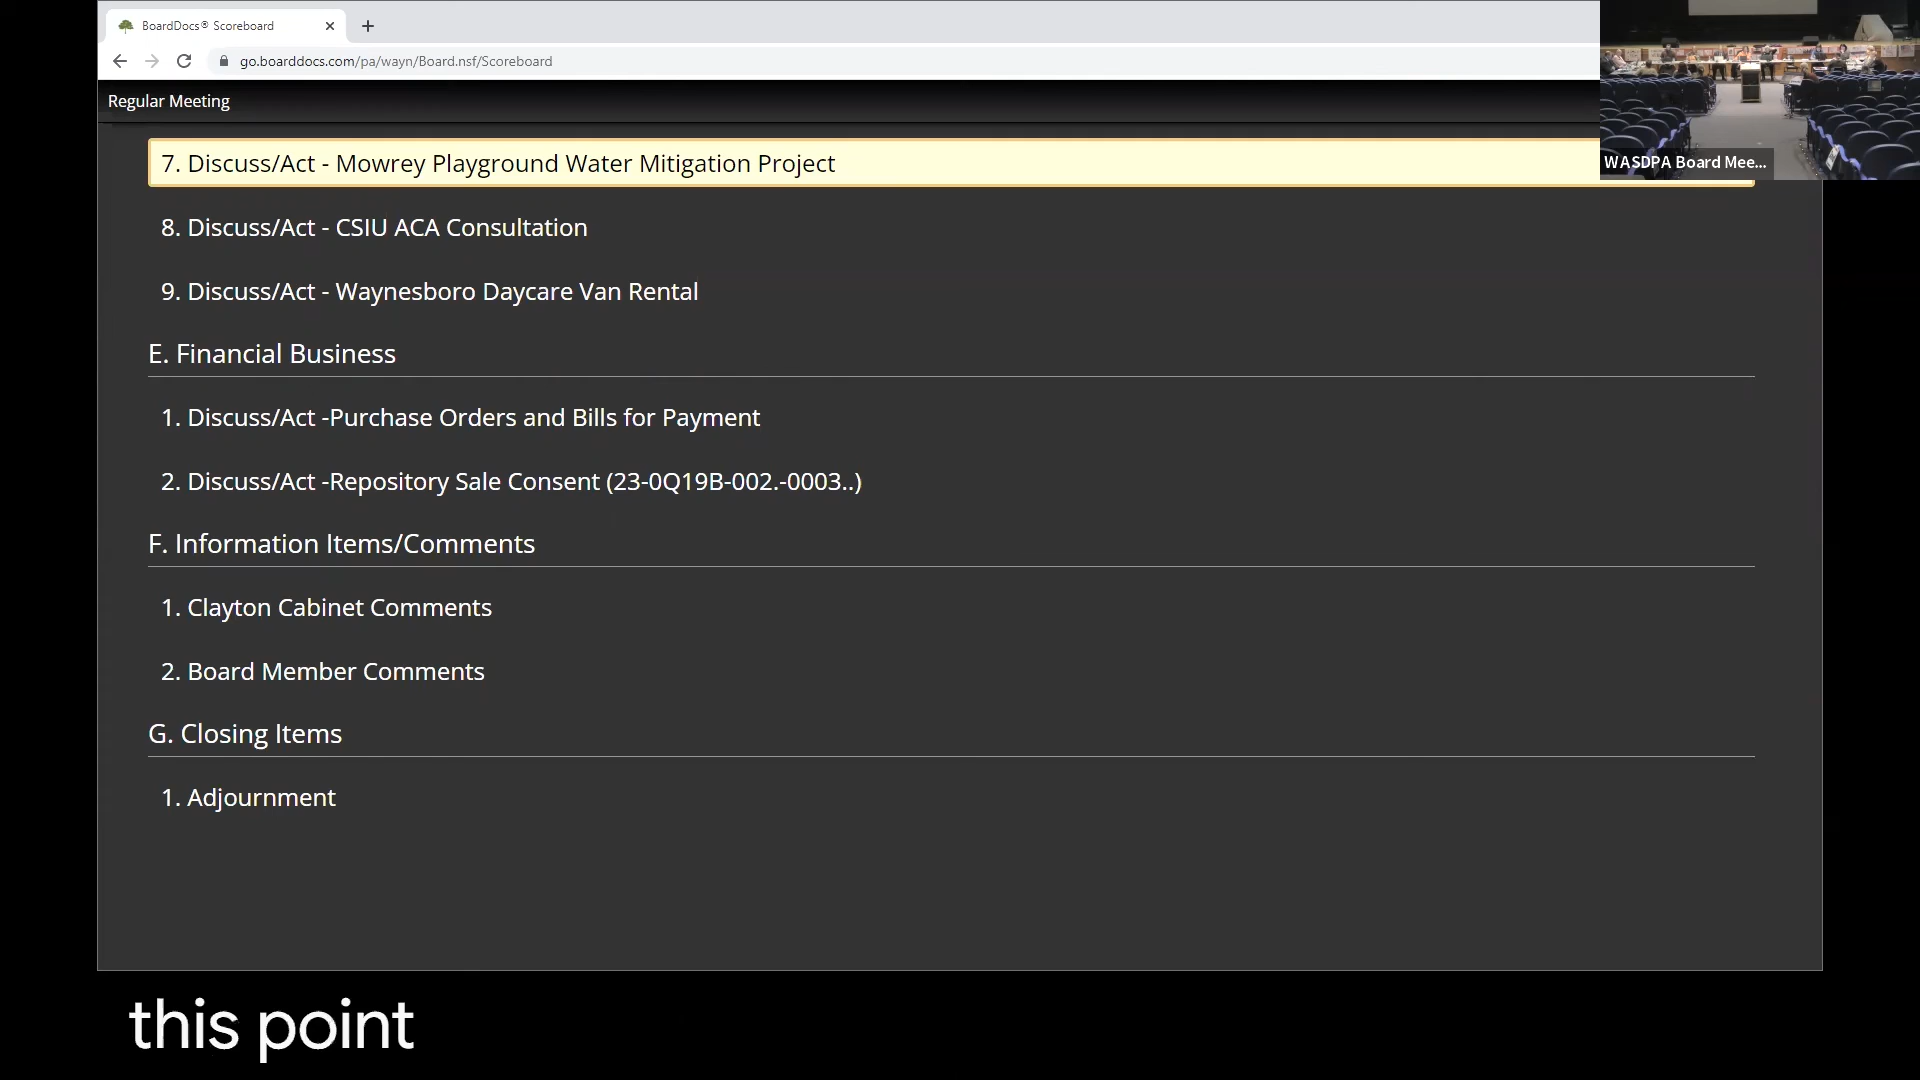 BoardDocs® Scoreboard
go.boarddocs.com/pa/wayn/Board.nsf/Scoreboard
Regular Meeting
7. Discuss/Act - Mowrey Playground Water Mitigation Project
8. Discuss/Act - CSIU ACA Consultation
9. Discuss/Act - Waynesboro Daycare Van Rental
E. Financial Business
1. Discuss/Act -Purchase Orders and Bills for Payment
2. Discuss/Act -Repository Sale Consent (23-0Q19B-002.-0003..)
F. Information Items/Comments
1. Clayton Cabinet Comments
2. Board Member Comments
G. Closing Items
1. Adjournment
WASDPA Board Mee...
this point